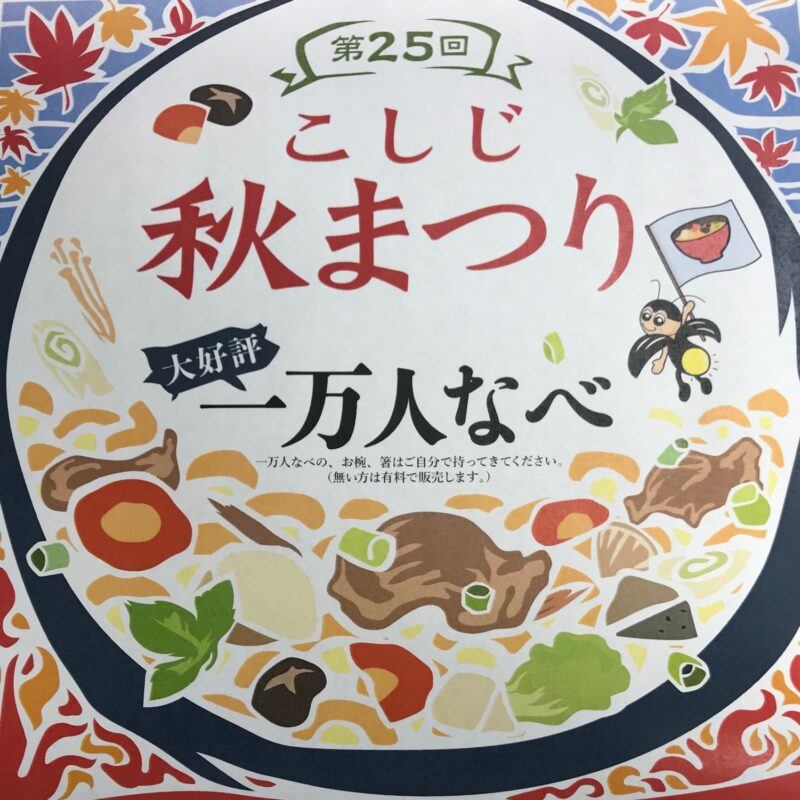 第25回
こしじ
秋まつり
大好評
一万人なべ
一万人なべの、お椀、箸はご自分で持ってきてください。
（無い方は有料で販売します。）